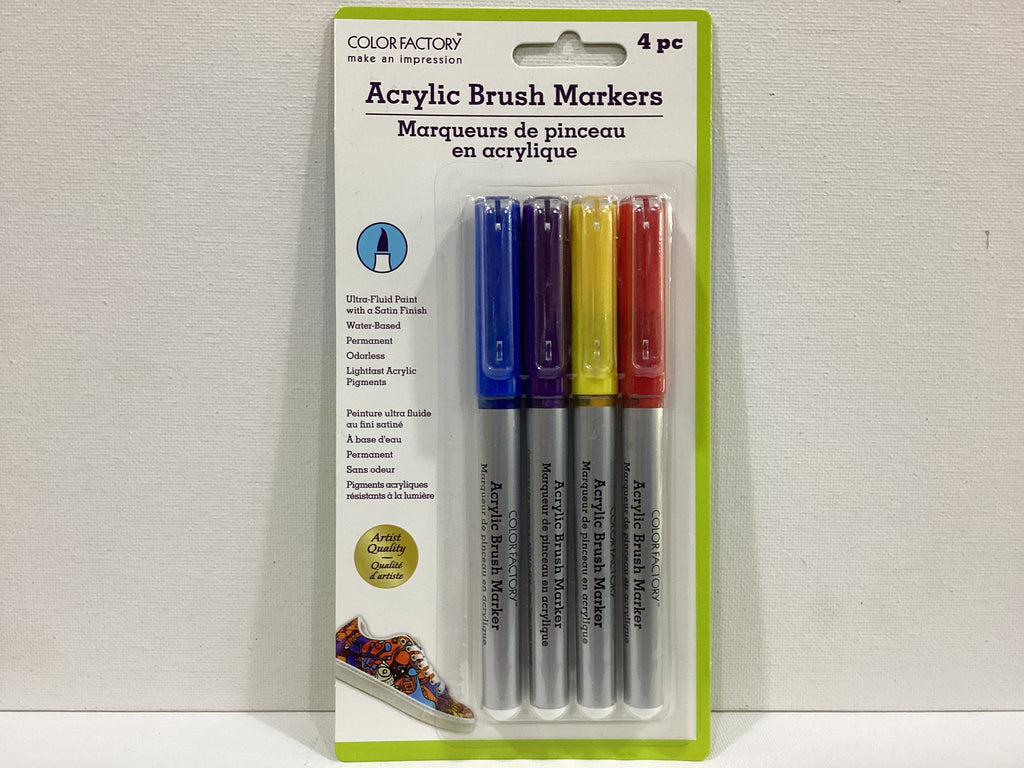 COLOR FACTORY™
make an impression
4 pc
Acrylic Brush Markers
Marqueurs de pinceau
en acrylique
Ultra-Fluid Paint
with a Satin Finish
Water-Based
Permanent
Odorless
Lightfast Acrylic
Pigments
Peinture ultra fluide
au fini satiné
À base d'eau
Permanent
Sans odeur
Pigments acryliques
résistants à la lumière
Artist
Quality
Qualité
d'artiste
COLOR FACTORY™
Acrylic Brush Marker
Marqueur de pinceau en acrylique
Acrylic Brush Marker
Marqueur de pinceau en acrylique
COLOR FACTORY
Acrylic Brush Marker
Marqueur de pinceau en acrylique
COLOR FACTORY™
Acrylic Brush Marker
Marqueur de pinceau en acrylique